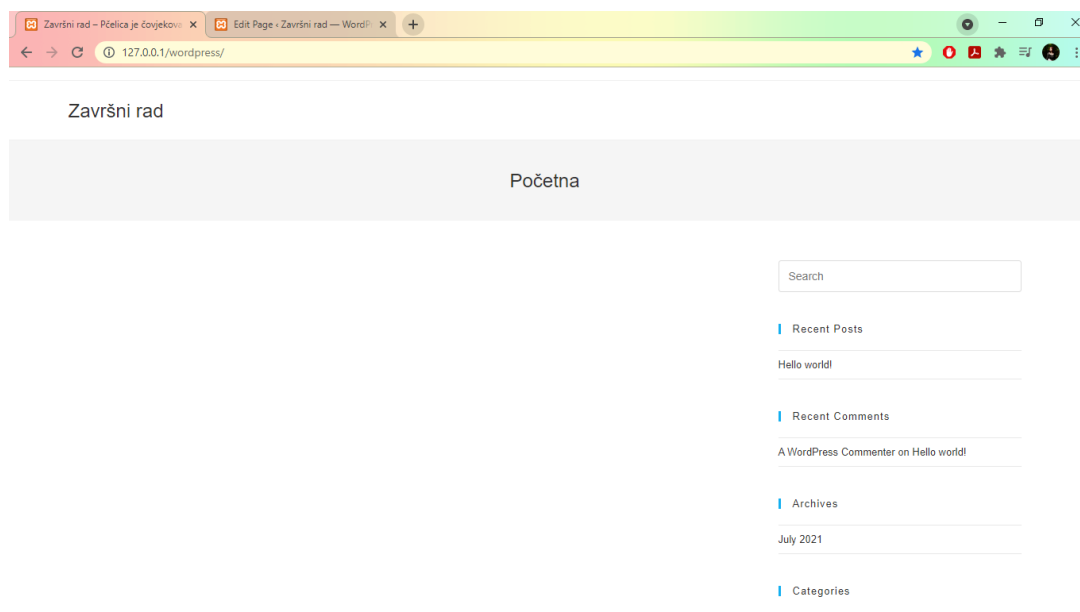 Završni rad – Pčelica je čovjekova
Edit Page ‹ Završni rad — WordP
127.0.0.1/wordpress/
Završni rad
Početna
Search
Recent Posts
Hello world!
Recent Comments
A WordPress Commenter on Hello world!
Archives
July 2021
Categories